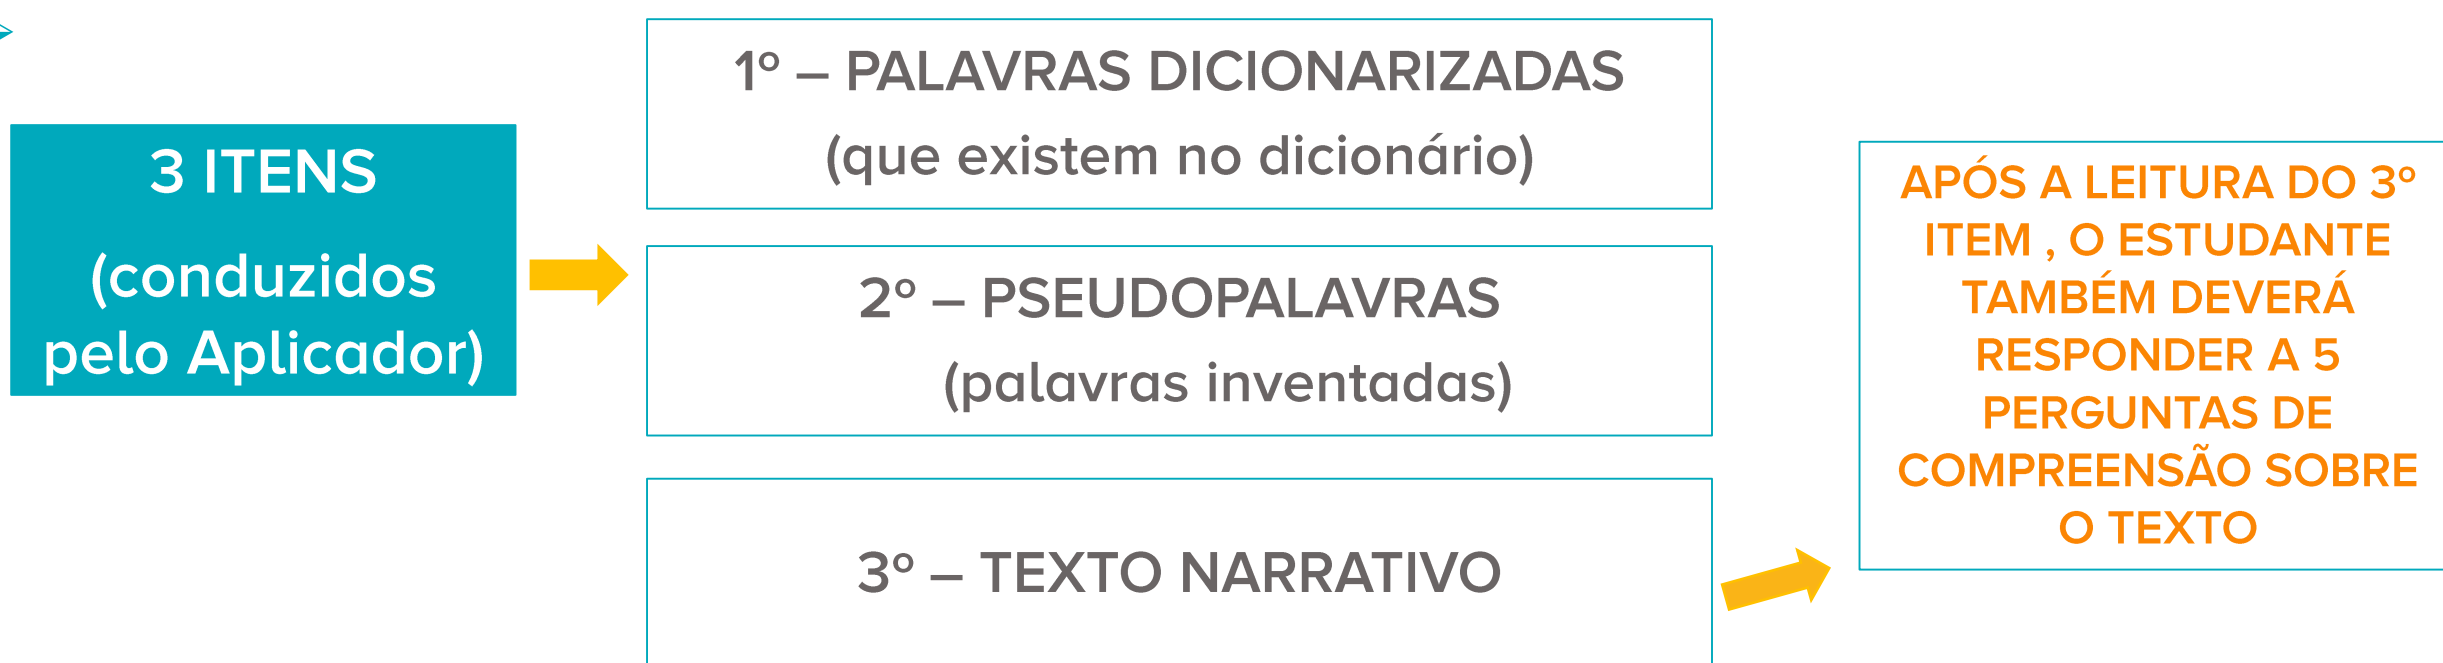 3 ITENS
(conduzidos
pelo Aplicador)
1º – PALAVRAS DICIONARIZADAS
(que existem no dicionário)
2º – PSEUDOPALAVRAS
(palavras inventadas)
3º – TEXTO NARRATIVO
APÓS A LEITURA DO 3º
ITEM , O ESTUDANTE
TAMBÉM DEVERÁ
RESPONDER A 5
PERGUNTAS DE
COMPREENSÃO SOBRE
O TEXTO